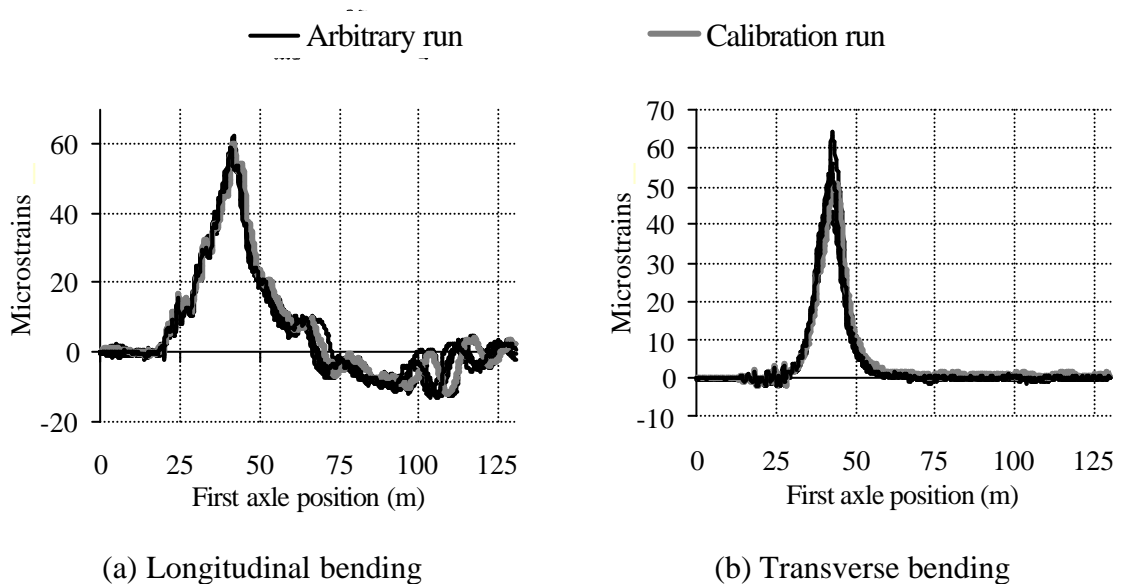 Arbitrary run
Calibration run
Microstrains
60
40
20
0
-20
0 25 50 75 100 125
First axle position (m)
(a) Longitudinal bending
Microstrains
70
60
50
40
30
20
10
0
-10
0 25 50 75 100 125
First axle position (m)
(b) Transverse bending